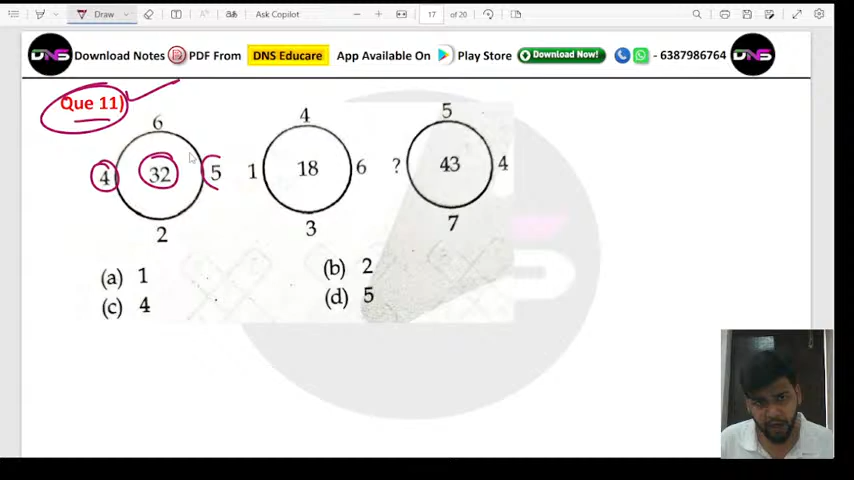 Draw
Ask Copilot
17 of 20
DNS Download Notes PDF From DNS Educare App Available On Play Store Download Now! - 6387986764 DNS
Que 11)
6 4 5
4 32 5 1 18 6 ? 43 4
2 3 7
(a) 1 (b) 2
(c) 4 (d) 5